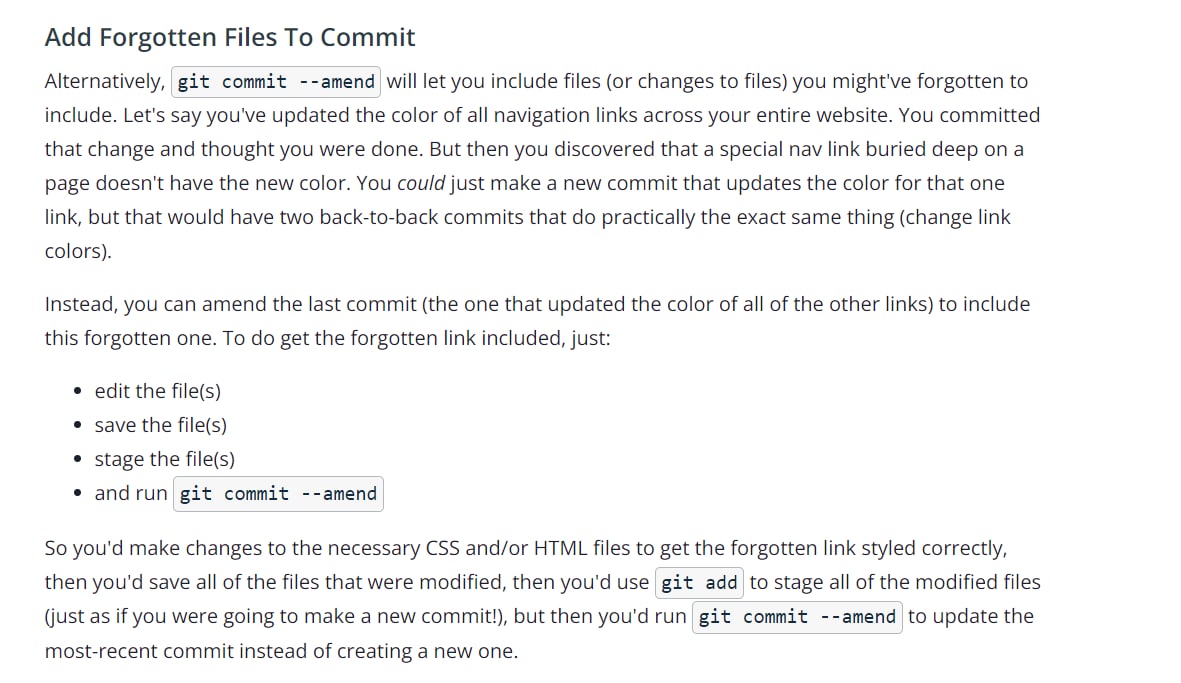 Add Forgotten Files To Commit
Alternatively, git commit --amend will let you include files (or changes to files) you might've forgotten to
include. Let's say you've updated the color of all navigation links across your entire website. You committed
that change and thought you were done. But then you discovered that a special nav link buried deep on a
page doesn't have the new color. You could just make a new commit that updates the color for that one
link, but that would have two back-to-back commits that do practically the exact same thing (change link
colors).
Instead, you can amend the last commit (the one that updated the color of all of the other links) to include
this forgotten one. To do get the forgotten link included, just:
• edit the file(s)
• save the file(s)
• stage the file(s)
• and run git commit --amend
So you'd make changes to the necessary CSS and/or HTML files to get the forgotten link styled correctly,
then you'd save all of the files that were modified, then you'd use git add to stage all of the modified files
(just as if you were going to make a new commit!), but then you'd run git commit --amend to update the
most-recent commit instead of creating a new one.